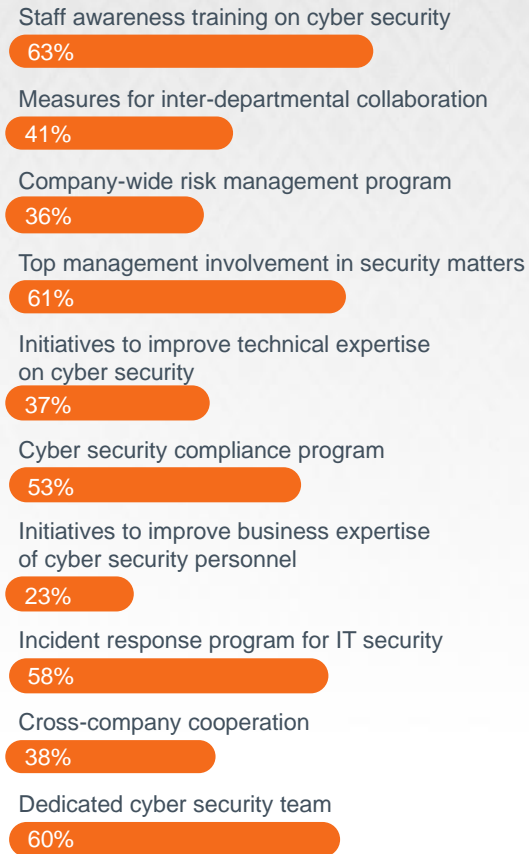 Staff awareness training on cyber security
63%
Measures for inter-departmental collaboration
41%
Company-wide risk management program
36%
Top management involvement in security matters
61%
Initiatives to improve technical expertise
on cyber security
37%
Cyber security compliance program
53%
Initiatives to improve business expertise
of cyber security personnel
23%
Incident response program for IT security
58%
Cross-company cooperation
38%
Dedicated cyber security team
60%